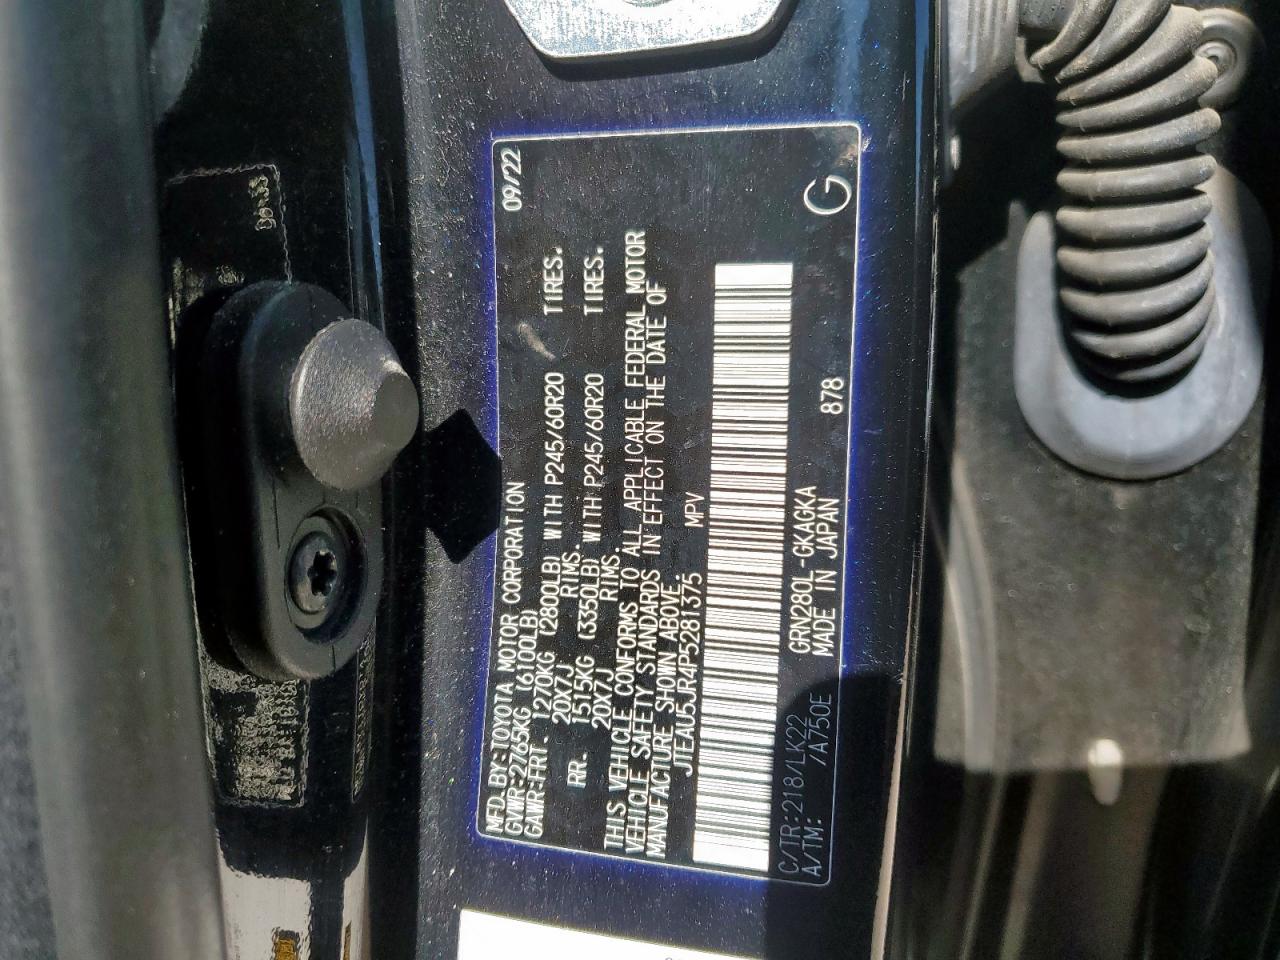 MFD.BY:TOYOTA MOTOR CORPORATION 09/22
GVWR:2765KG (6100LB)
GAWR:FRT. 1270KG (2800LB) WITH P245/60R20 TIRES.
20X7J RIMS.
RR. 1515KG (3350LB) WITH P245/60R20 TIRES.
20X7J RIMS.
THIS VEHICLE CONFORMS TO ALL APPLICABLE FEDERAL MOTOR
VEHICLE SAFETY STANDARDS IN EFFECT ON THE DATE OF
MANUFACTURE SHOWN ABOVE.
JTEAU5JR4P5281375 MPV
C/TR:218/LK22 GRN280L-GKAGKA 878 G
A/TM: /A750E MADE IN JAPAN